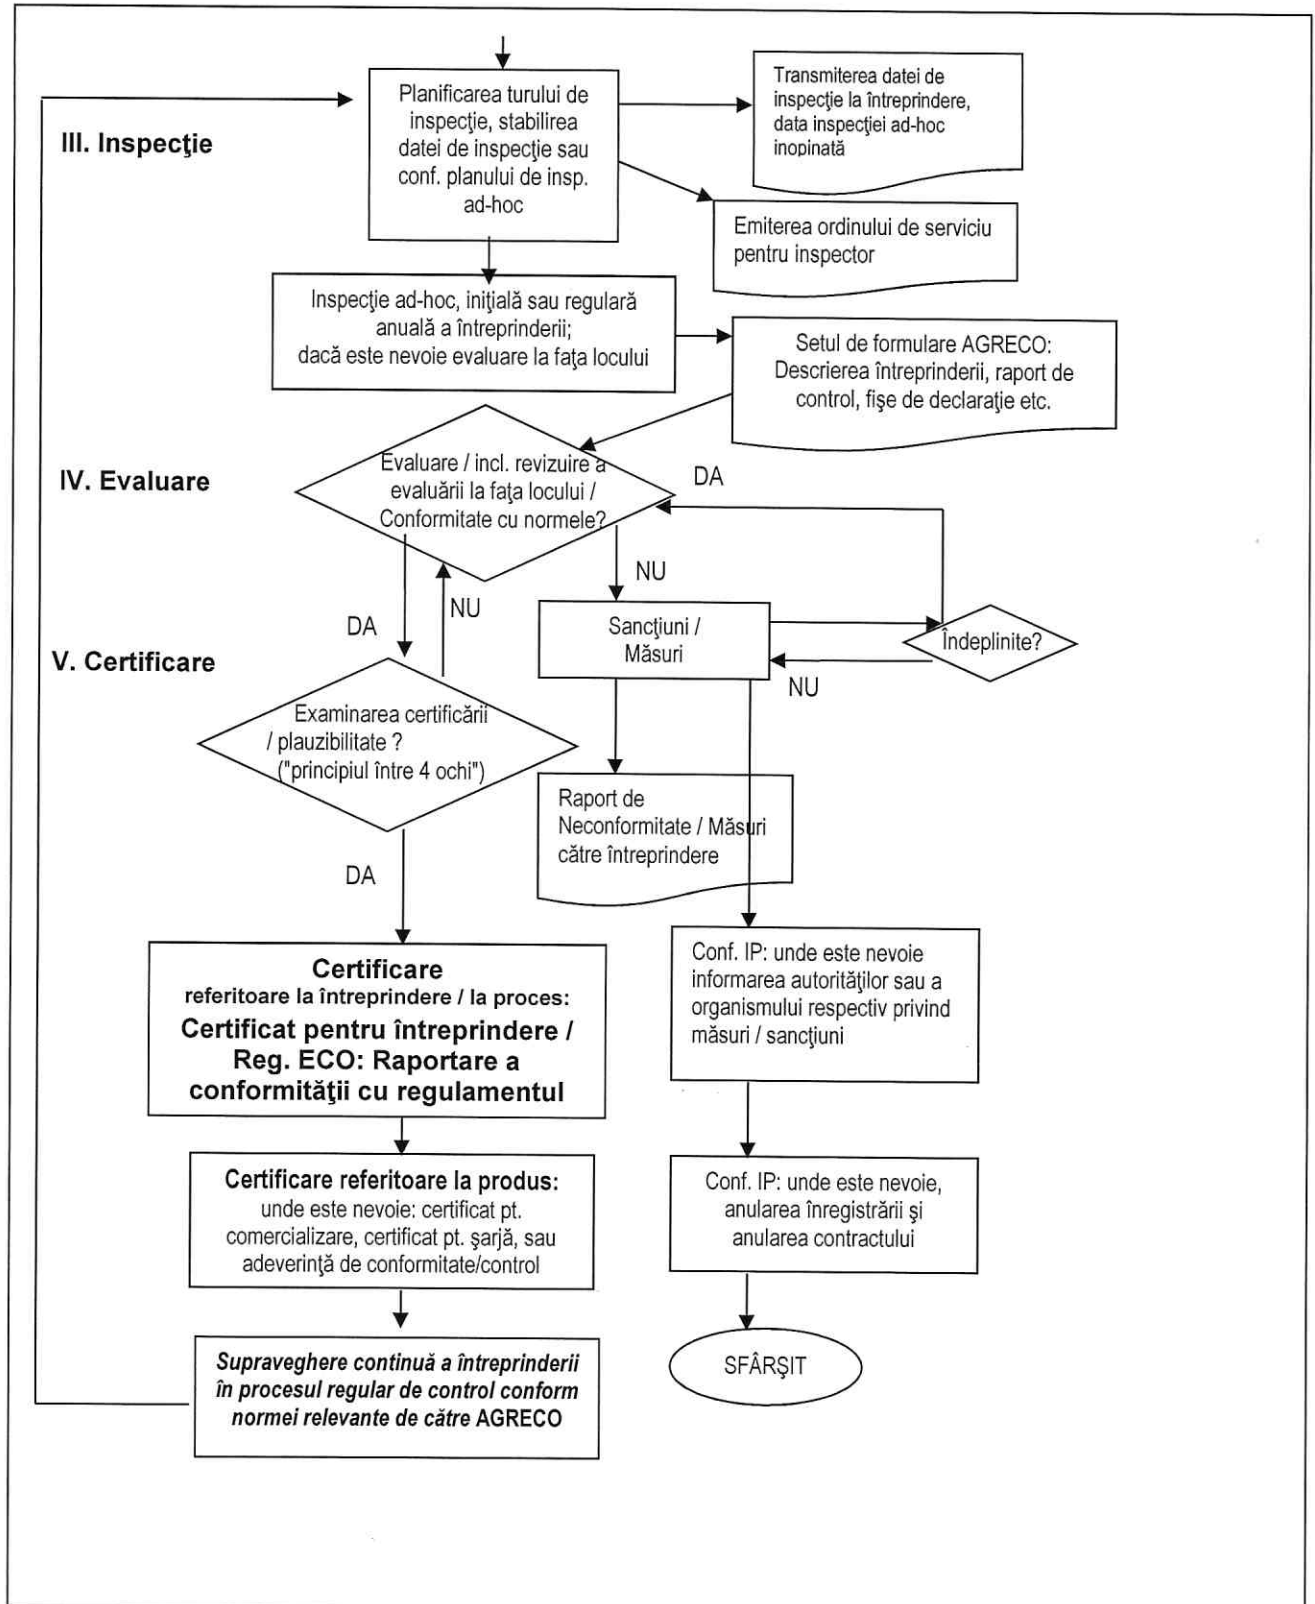 III. Inspecţie
Planificarea turului de
inspecţie, stabilirea
datei de inspecţie sau
conf. planului de insp.
ad-hoc
Transmiterea datei de
inspecţie la întreprindere,
data inspecţiei ad-hoc
inopinată
Emiterea ordinului de serviciu
pentru inspector
Inspecţie ad-hoc, iniţială sau regulară
anuală a întreprinderii;
dacă este nevoie evaluare la faţa locului
Setul de formulare AGRECO:
Descrierea întreprinderii, raport de
control, fişe de declaraţie etc.
IV. Evaluare
Evaluare / incl. revizuire a
evaluării la faţa locului /
Conformitate cu normele?
DA
NU
NU
DA
Sancţiuni /
Măsuri
Îndeplinite?
NU
V. Certificare
Examinarea certificării
/ plauzibilitate ?
("principiul între 4 ochi")
Raport de
Neconformitate / Măsuri
către întreprindere
DA
Certificare
referitoare la întreprindere / la proces:
Certificat pentru întreprindere /
Reg. ECO: Raportare a
conformităţii cu regulamentul
Conf. IP: unde este nevoie
informarea autorităţilor sau a
organismului respectiv privind
măsuri / sancţiuni
Certificare referitoare la produs:
unde este nevoie: certificat pt.
comercializare, certificat pt. şarjă, sau
adeverinţă de conformitate/control
Conf. IP: unde este nevoie,
anularea înregistrării şi
anularea contractului
Supraveghere continuă a întreprinderii
în procesul regular de control conform
normei relevante de către AGRECO
SFÂRŞIT